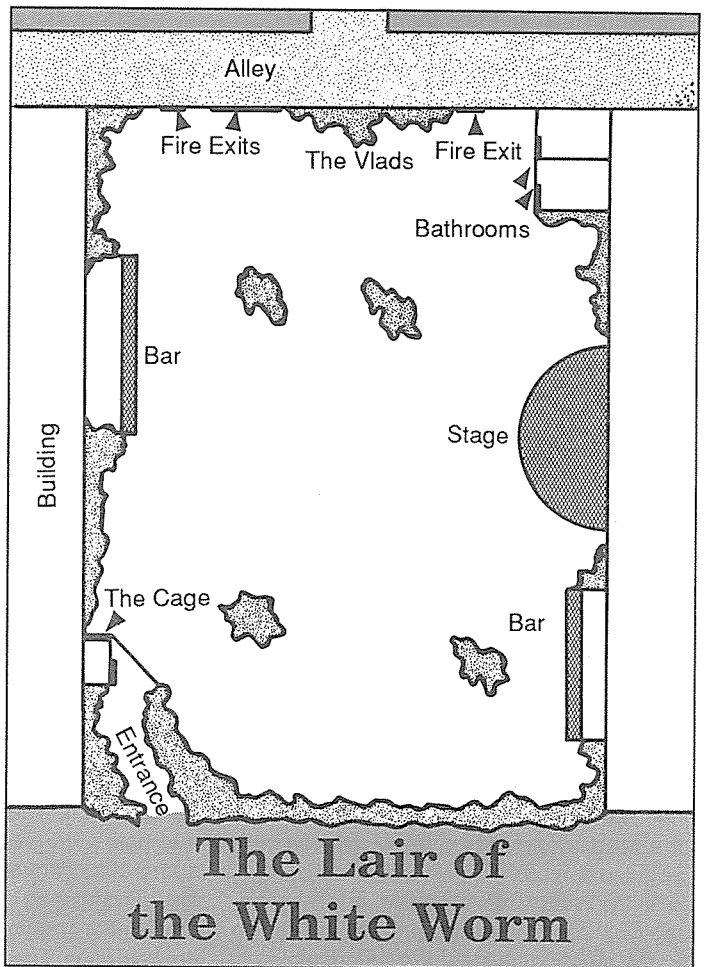 Alley
Fire Exits
The Vlads
Fire Exit
Bathrooms
Bar
Stage
Building
The Cage
Bar
Entrance
The Lair of
the White Worm